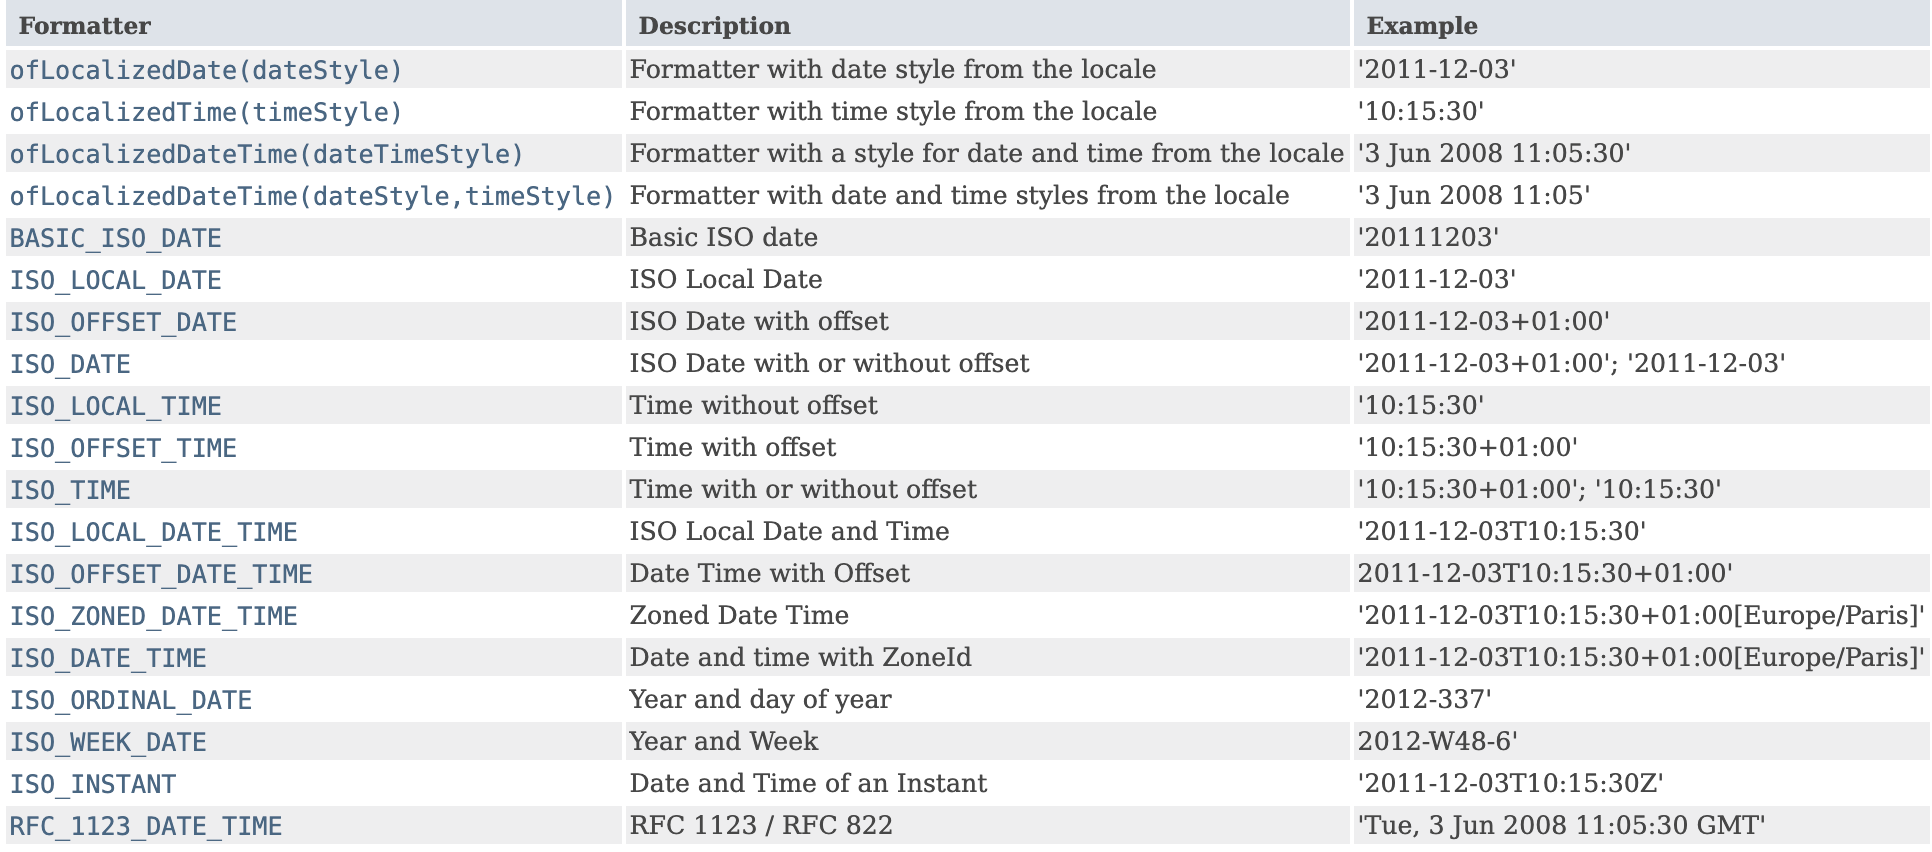 Formatter Description Example
ofLocalizedDate(dateStyle) Formatter with date style from the locale '2011-12-03'
ofLocalizedTime(timeStyle) Formatter with time style from the locale '10:15:30'
ofLocalizedDateTime(dateTimeStyle) Formatter with a style for date and time from the locale '3 Jun 2008 11:05:30'
ofLocalizedDateTime(dateStyle,timeStyle) Formatter with date and time styles from the locale '3 Jun 2008 11:05'
BASIC_ISO_DATE Basic ISO date '20111203'
ISO_LOCAL_DATE ISO Local Date '2011-12-03'
ISO_OFFSET_DATE ISO Date with offset '2011-12-03+01:00'
ISO_DATE ISO Date with or without offset '2011-12-03+01:00'; '2011-12-03'
ISO_LOCAL_TIME Time without offset '10:15:30'
ISO_OFFSET_TIME Time with offset '10:15:30+01:00'
ISO_TIME Time with or without offset '10:15:30+01:00'; '10:15:30'
ISO_LOCAL_DATE_TIME ISO Local Date and Time '2011-12-03T10:15:30'
ISO_OFFSET_DATE_TIME Date Time with Offset 2011-12-03T10:15:30+01:00'
ISO_ZONED_DATE_TIME Zoned Date Time '2011-12-03T10:15:30+01:00[Europe/Paris]'
ISO_DATE_TIME Date and time with ZoneId '2011-12-03T10:15:30+01:00[Europe/Paris]'
ISO_ORDINAL_DATE Year and day of year '2012-337'
ISO_WEEK_DATE Year and Week 2012-W48-6'
ISO_INSTANT Date and Time of an Instant '2011-12-03T10:15:30Z'
RFC_1123_DATE_TIME RFC 1123 / RFC 822 'Tue, 3 Jun 2008 11:05:30 GMT'